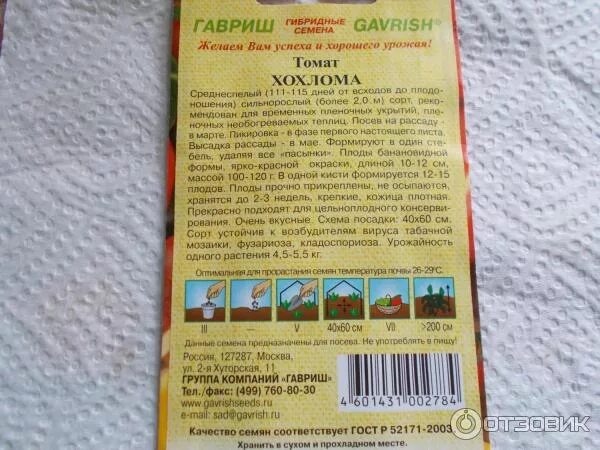 ГАВРИШ ГИБРИДНЫЕ СЕМЕНА GAVRISH®
Желаем Вам успеха и хорошего урожая!
Томат
ХОХЛОМА
Среднеспелый (111-115 дней от всходов до плодо-
ношения) сильнорослый (более 2,0 м) сорт, реко-
мендован для временных пленочных укрытий, пле-
ночных необогреваемых теплиц. Посев на рассаду -
в марте. Пикировка - в фазе первого настоящего листа.
Высадка рассады - в мае. Формируют в один сте-
бель, удаляя все «пасынки». Плоды банановидной
формы, ярко-красной окраски, длиной 10-12 см,
массой 100-120 г. В одной кисти формируется 12-15
плодов. Плоды прочно прикреплены, не осыпаются,
хранятся до 2-3 недель, крепкие, кожица плотная.
Прекрасно подходят для цельноплодного консерви-
рования. Очень вкусные. Схема посадки: 40х60 см.
Сорт устойчив к возбудителям вируса табачной
мозаики, фузариоза, кладоспориоза. Урожайность
одного растения 4,5-5,5 кг.
Оптимальная для прорастания семян температура почвы 26-29°С.
III — V 40х60 см VII >200 см
Данные семена предназначены для посева. Не употреблять в пищу!
Россия, 127287, Москва,
ул. 2-я Хуторская, 11
ГРУППА КОМПАНИЙ «ГАВРИШ»
Тел./факс: (499) 760-80-30
www.gavrishseeds.ru
e-mail: sad@gavrish.ru
4 601431 002784
Качество семян соответствует ГОСТ Р 52171-2003
Хранить в сухом и прохладном месте.
ОТЗОВИК